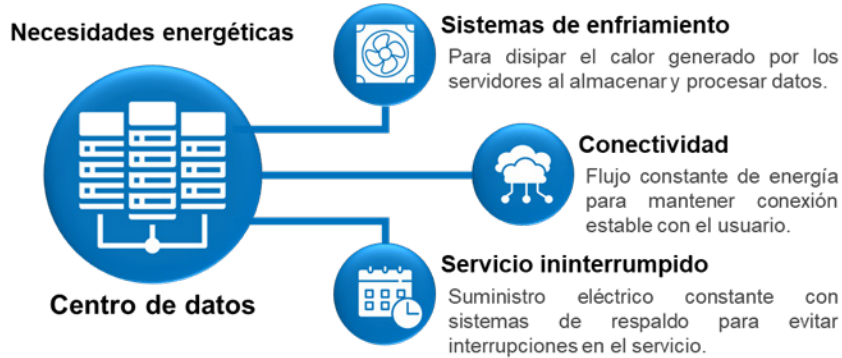 Necesidades energéticas
Sistemas de enfriamiento
Para disipar el calor generado por los
servidores al almacenar y procesar datos.
Conectividad
Flujo constante de energía
para mantener conexión
estable con el usuario.
Servicio ininterrumpido
Suministro eléctrico constante con
sistemas de respaldo para evitar
interrupciones en el servicio.
Centro de datos